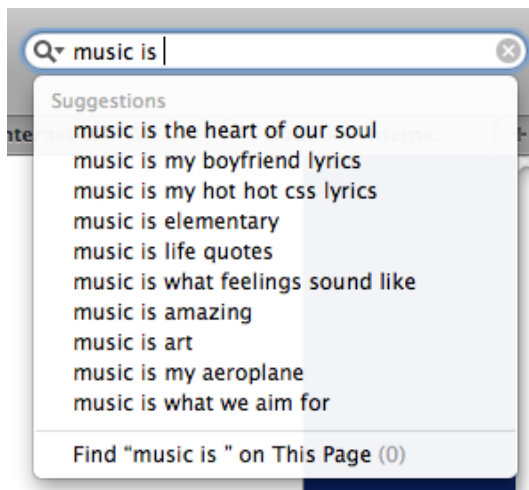 music is
Suggestions
music is the heart of our soul
music is my boyfriend lyrics
music is my hot hot css lyrics
music is elementary
music is life quotes
music is what feelings sound like
music is amazing
music is art
music is my aeroplane
music is what we aim for
Find “music is ” on This Page (0)